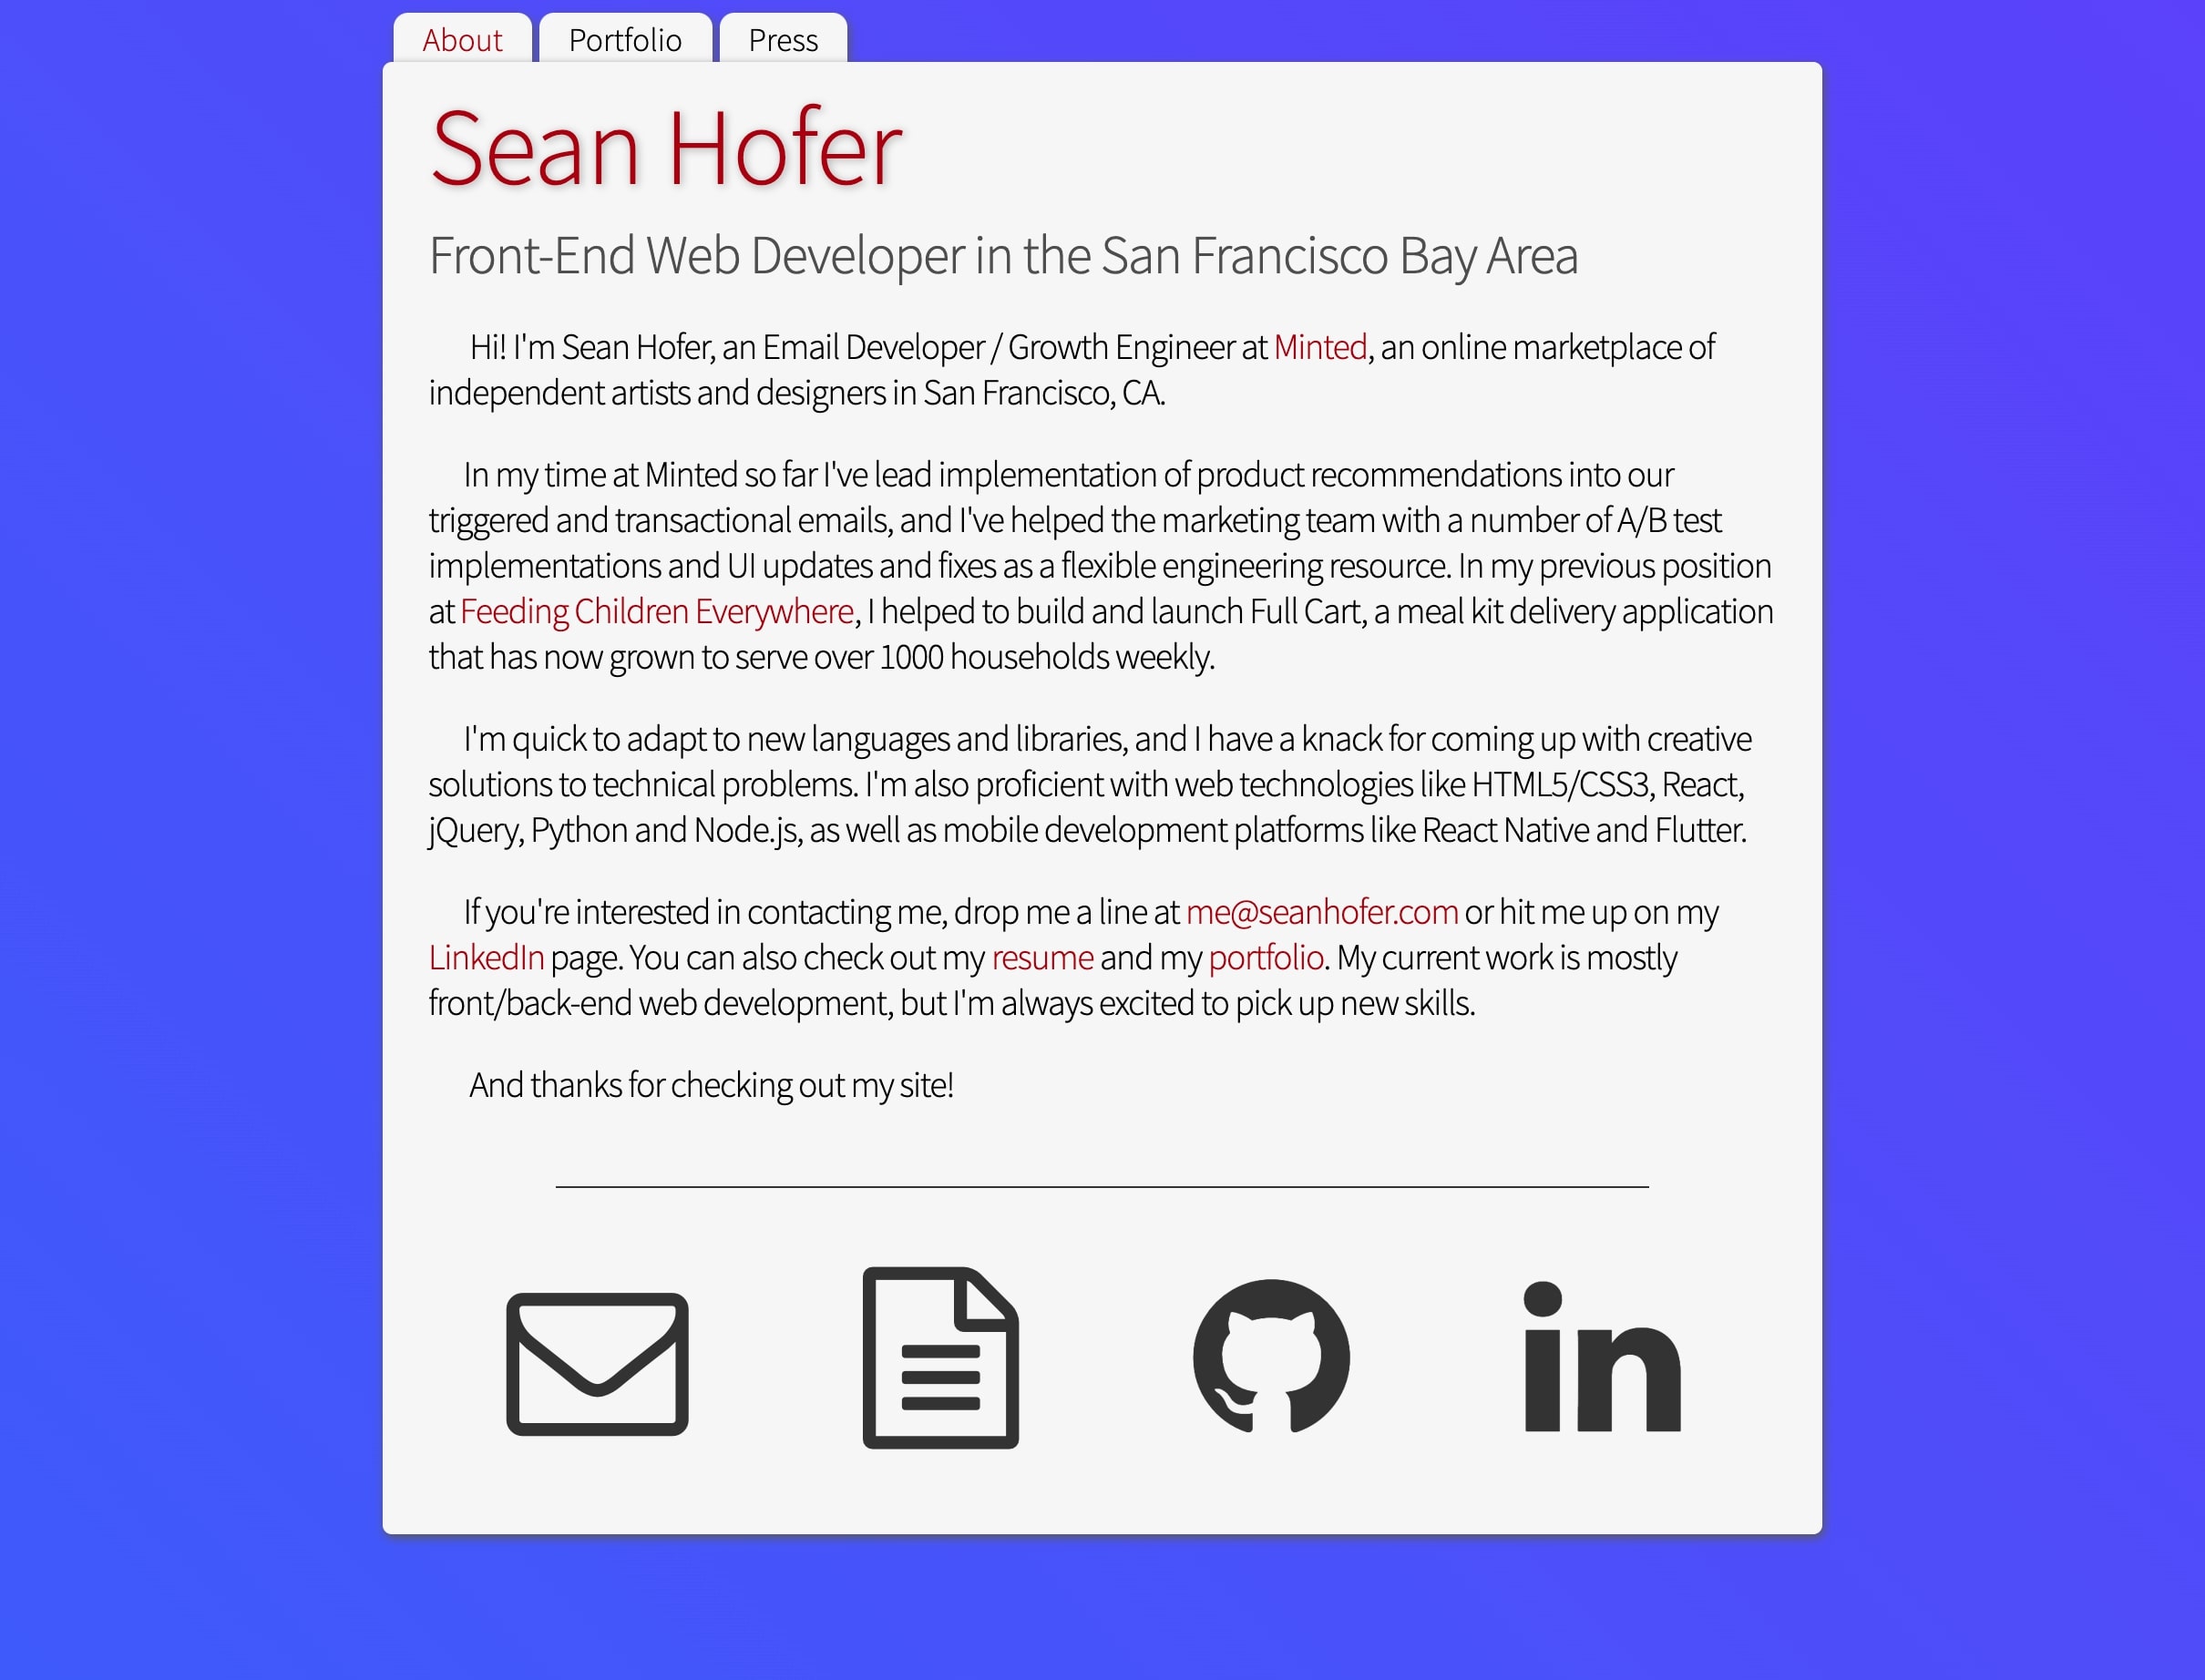 About Portfolio Press
Sean Hofer
Front-End Web Developer in the San Francisco Bay Area
Hi! I'm Sean Hofer, an Email Developer / Growth Engineer at Minted, an online marketplace of
independent artists and designers in San Francisco, CA.
In my time at Minted so far I've lead implementation of product recommendations into our
triggered and transactional emails, and I've helped the marketing team with a number of A/B test
implementations and UI updates and fixes as a flexible engineering resource. In my previous position
at Feeding Children Everywhere, I helped to build and launch Full Cart, a meal kit delivery application
that has now grown to serve over 1000 households weekly.
I'm quick to adapt to new languages and libraries, and I have a knack for coming up with creative
solutions to technical problems. I'm also proficient with web technologies like HTML5/CSS3, React,
jQuery, Python and Node.js, as well as mobile development platforms like React Native and Flutter.
If you're interested in contacting me, drop me a line at me@seanhofer.com or hit me up on my
LinkedIn page. You can also check out my resume and my portfolio. My current work is mostly
front/back-end web development, but I'm always excited to pick up new skills.
And thanks for checking out my site!
in